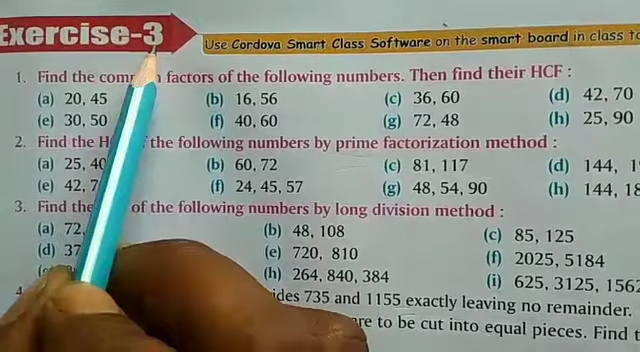 Exercise-3
Use Cordova Smart Class Software on the smart board in class
1. Find the factors of the following numbers. Then find their HCF :
(a) 20, 45 (b) 16, 56 (c) 36, 60 (d) 42, 70
(e) 30, 50 (f) 40, 60 (g) 72, 48 (h) 25, 90
2. Find the the following numbers by prime factorization method :
(a) 25, 40 (b) 60, 72 (c) 81, 117 (d) 144,
(e) 42, (f) 24, 45, 57 (g) 48, 54, 90 (h) 144,
3. Find the of the following numbers by long division method :
(a) 72, (b) 48, 108 (c) 85, 125
(d) 37 (e) 720, 810 (f) 2025, 5184
(h) 264, 840, 384 (i) 625, 3125,
735 and 1155 exactly leaving no remainder.
to be cut into equal pieces. Find